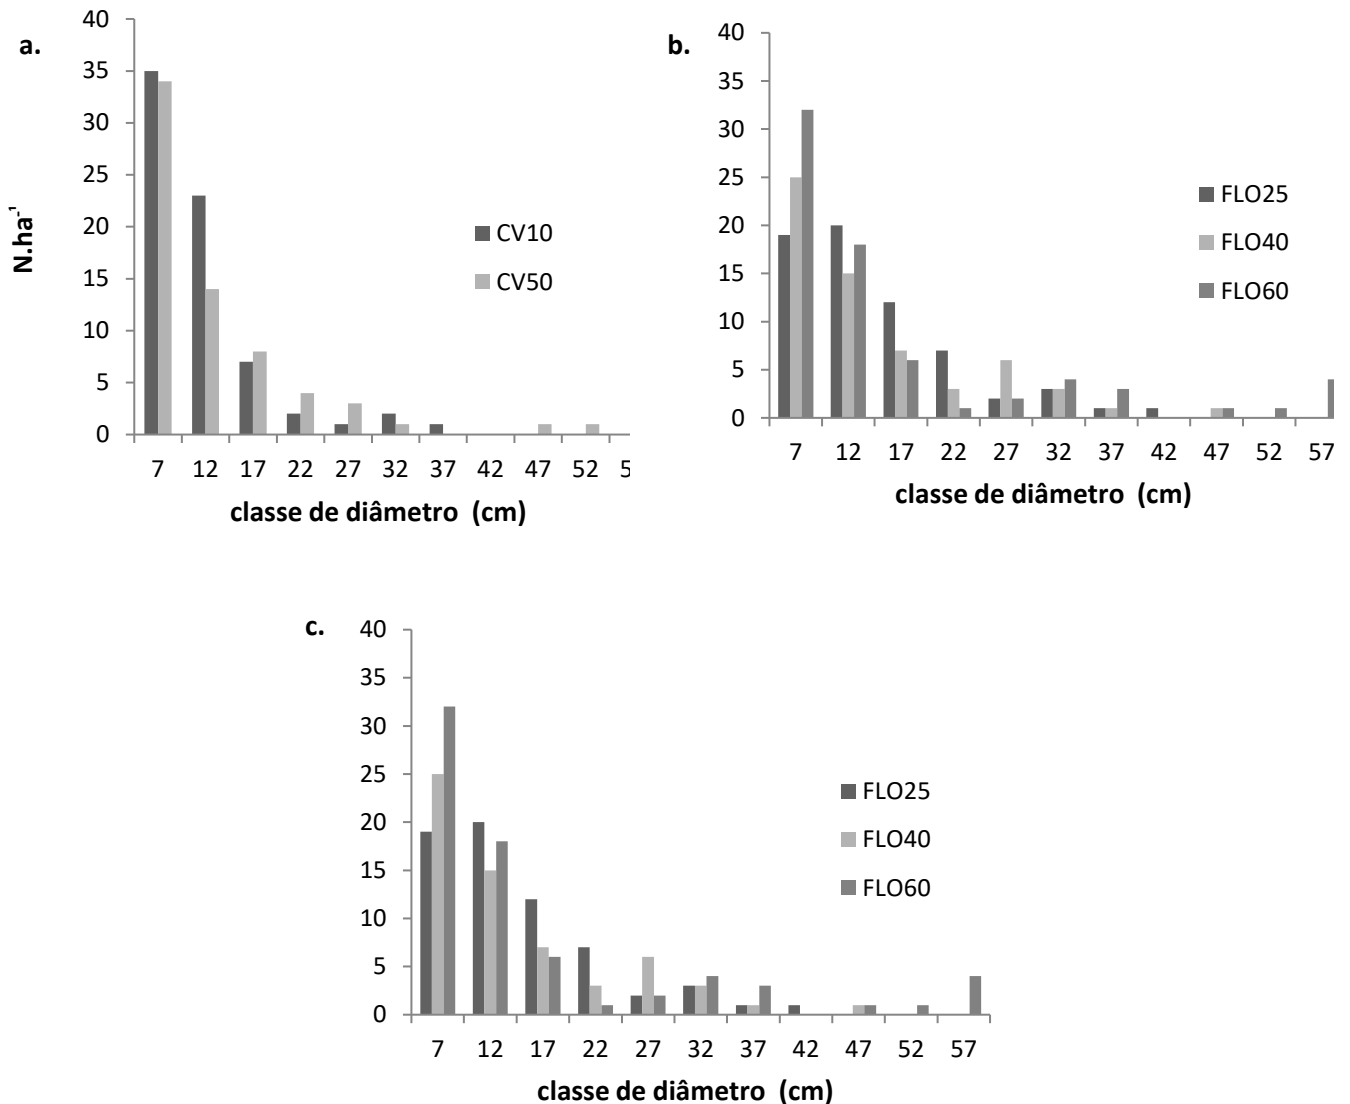 a.
40
35
30
25
20
15
10
5
0
N.ha⁻¹
CV10
CV50
7 12 17 22 27 32 37 42 47 52 5
classe de diâmetro (cm)
b.
40
35
30
25
20
15
10
5
0
FLO25
FLO40
FLO60
7 12 17 22 27 32 37 42 47 52 57
classe de diâmetro (cm)
c.
40
35
30
25
20
15
10
5
0
FLO25
FLO40
FLO60
7 12 17 22 27 32 37 42 47 52 57
classe de diâmetro (cm)